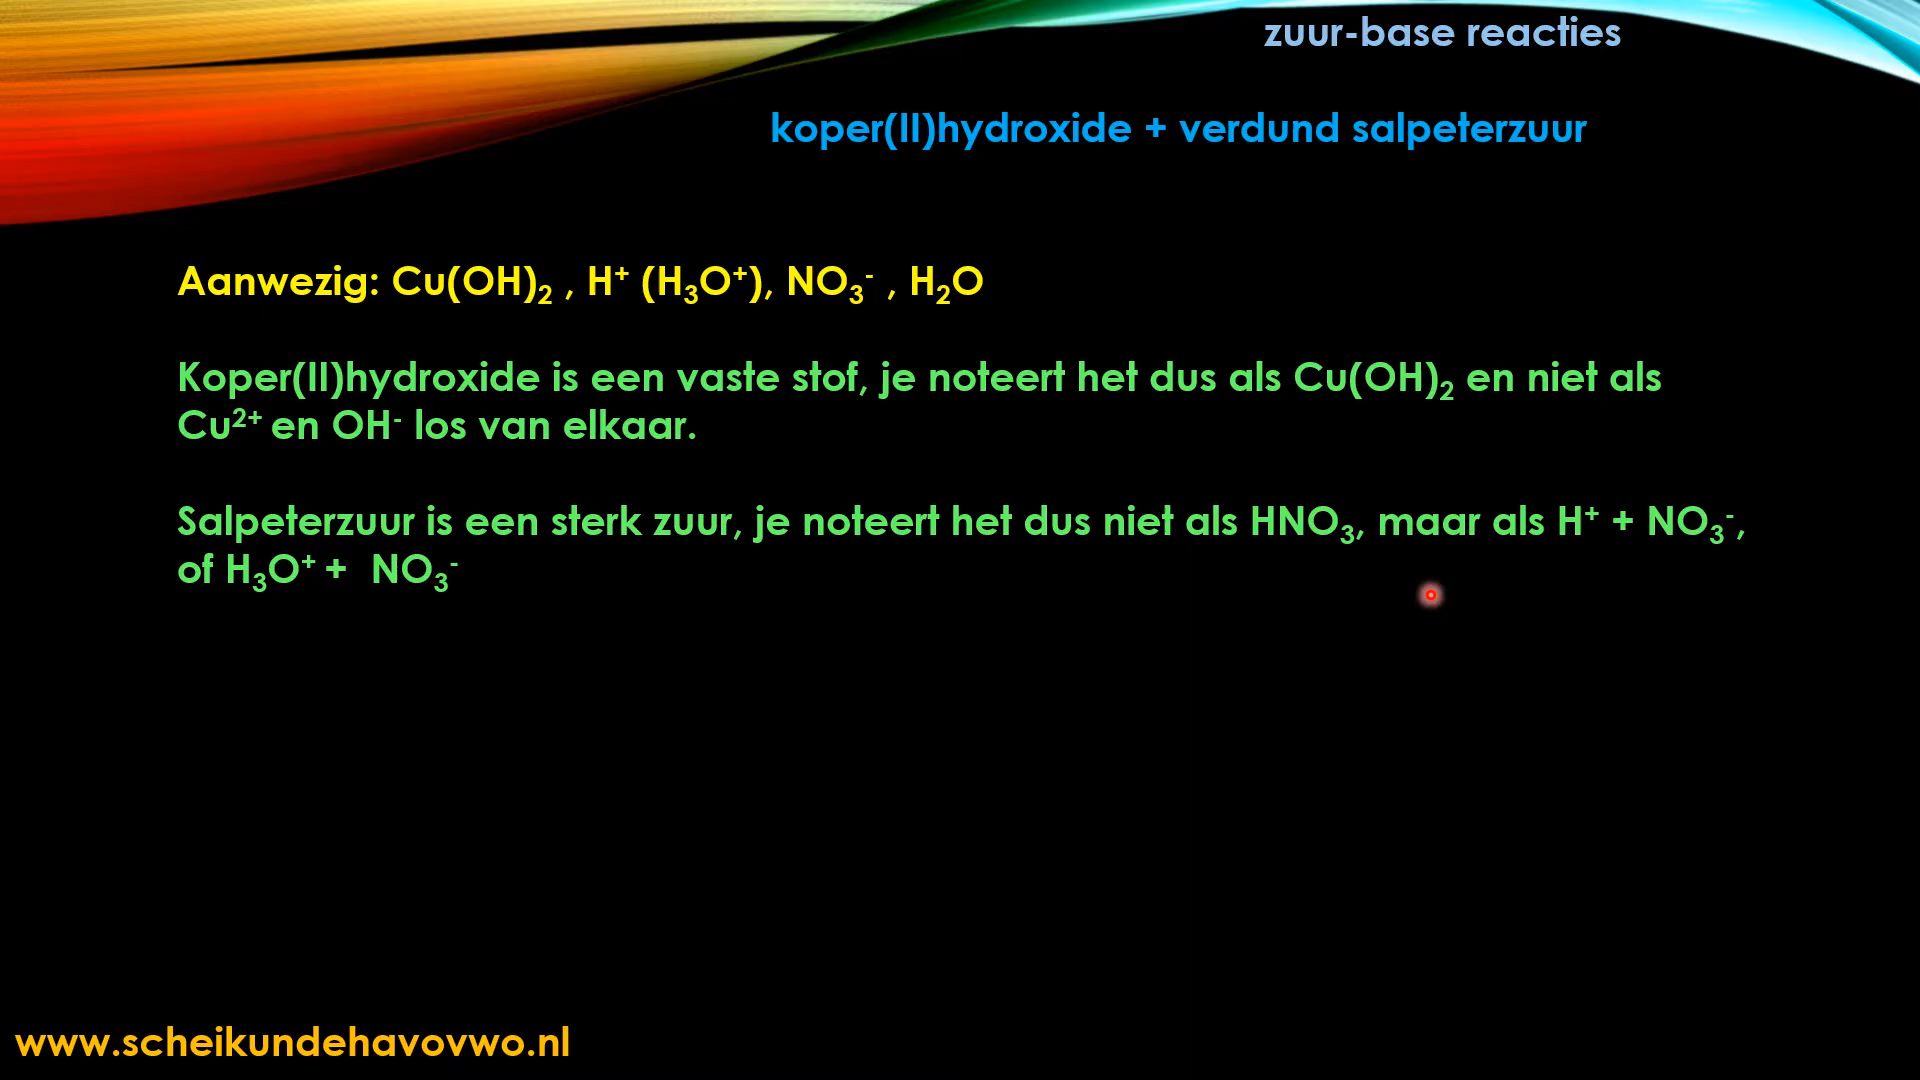 zuur-base reacties
koper(II)hydroxide + verdund salpeterzuur
Aanwezig: Cu(OH)₂ , H⁺ (H₃O⁺), NO₃⁻ , H₂O
Koper(II)hydroxide is een vaste stof, je noteert het dus als Cu(OH)₂ en niet als
Cu²⁺ en OH⁻ los van elkaar.
Salpeterzuur is een sterk zuur, je noteert het dus niet als HNO₃, maar als H⁺ + NO₃⁻,
of H₃O⁺ + NO₃⁻
www.scheikundehavovwo.nl